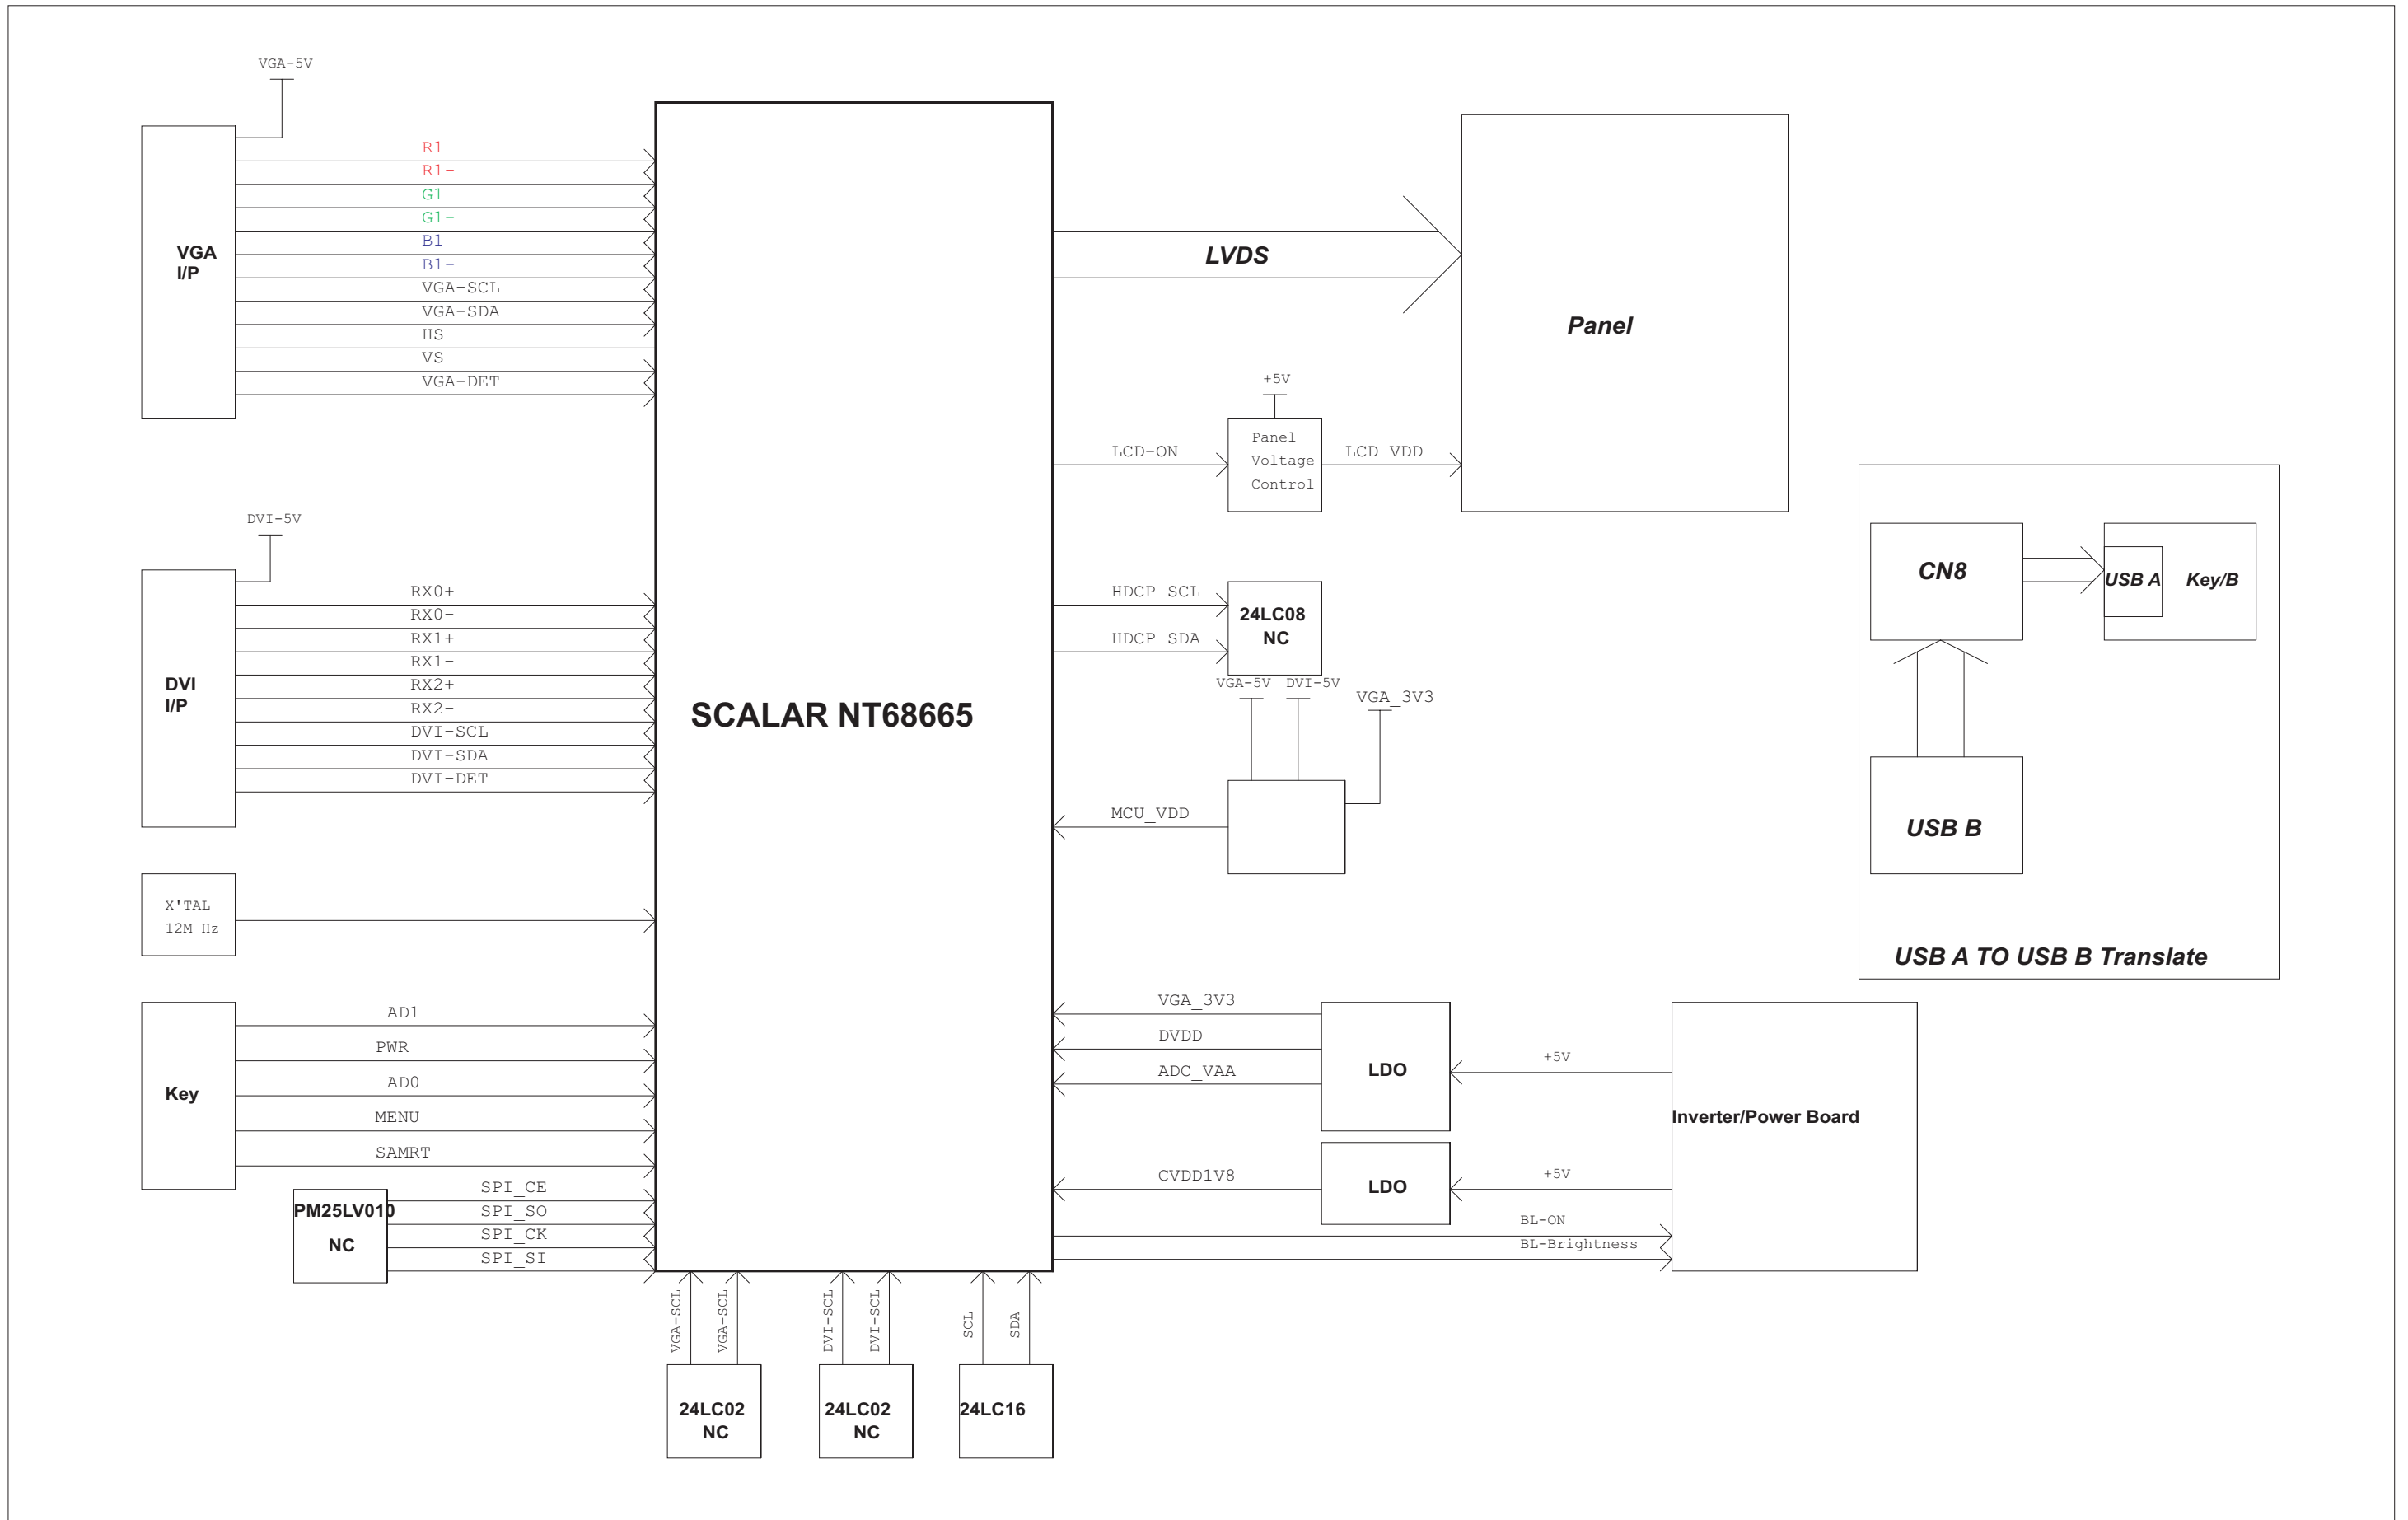 VGA-5V
R1
R1-
G1
G1-
B1
B1-
VGA-SCL
VGA-SDA
HS
VS
VGA-DET
VGA
I/P
DVI-5V
RX0+
RX0-
RX1+
RX1-
RX2+
RX2-
DVI-SCL
DVI-SDA
DVI-DET
DVI
I/P
X'TAL
12M Hz
AD1
PWR
AD0
MENU
SAMRT
Key
SPI_CE
SPI_SO
SPI_CK
SPI_SI
PM25LV010
NC
SCALAR NT68665
VGA-SCL
VGA-SCL
DVI-SCL
DVI-SCL
SCL
SDA
24LC02
NC
24LC02
NC
24LC16
LVDS
Panel
+5V
LCD-ON
Panel
Voltage
Control
LCD_VDD
HDCP_SCL
HDCP_SDA
24LC08
NC
VGA-5V
DVI-5V
VGA_3V3
MCU_VDD
VGA_3V3
DVDD
ADC_VAA
LDO
+5V
Inverter/Power Board
CVDD1V8
LDO
+5V
BL-ON
BL-Brightness
CN8
USB A
Key/B
USB B
USB A TO USB B Translate